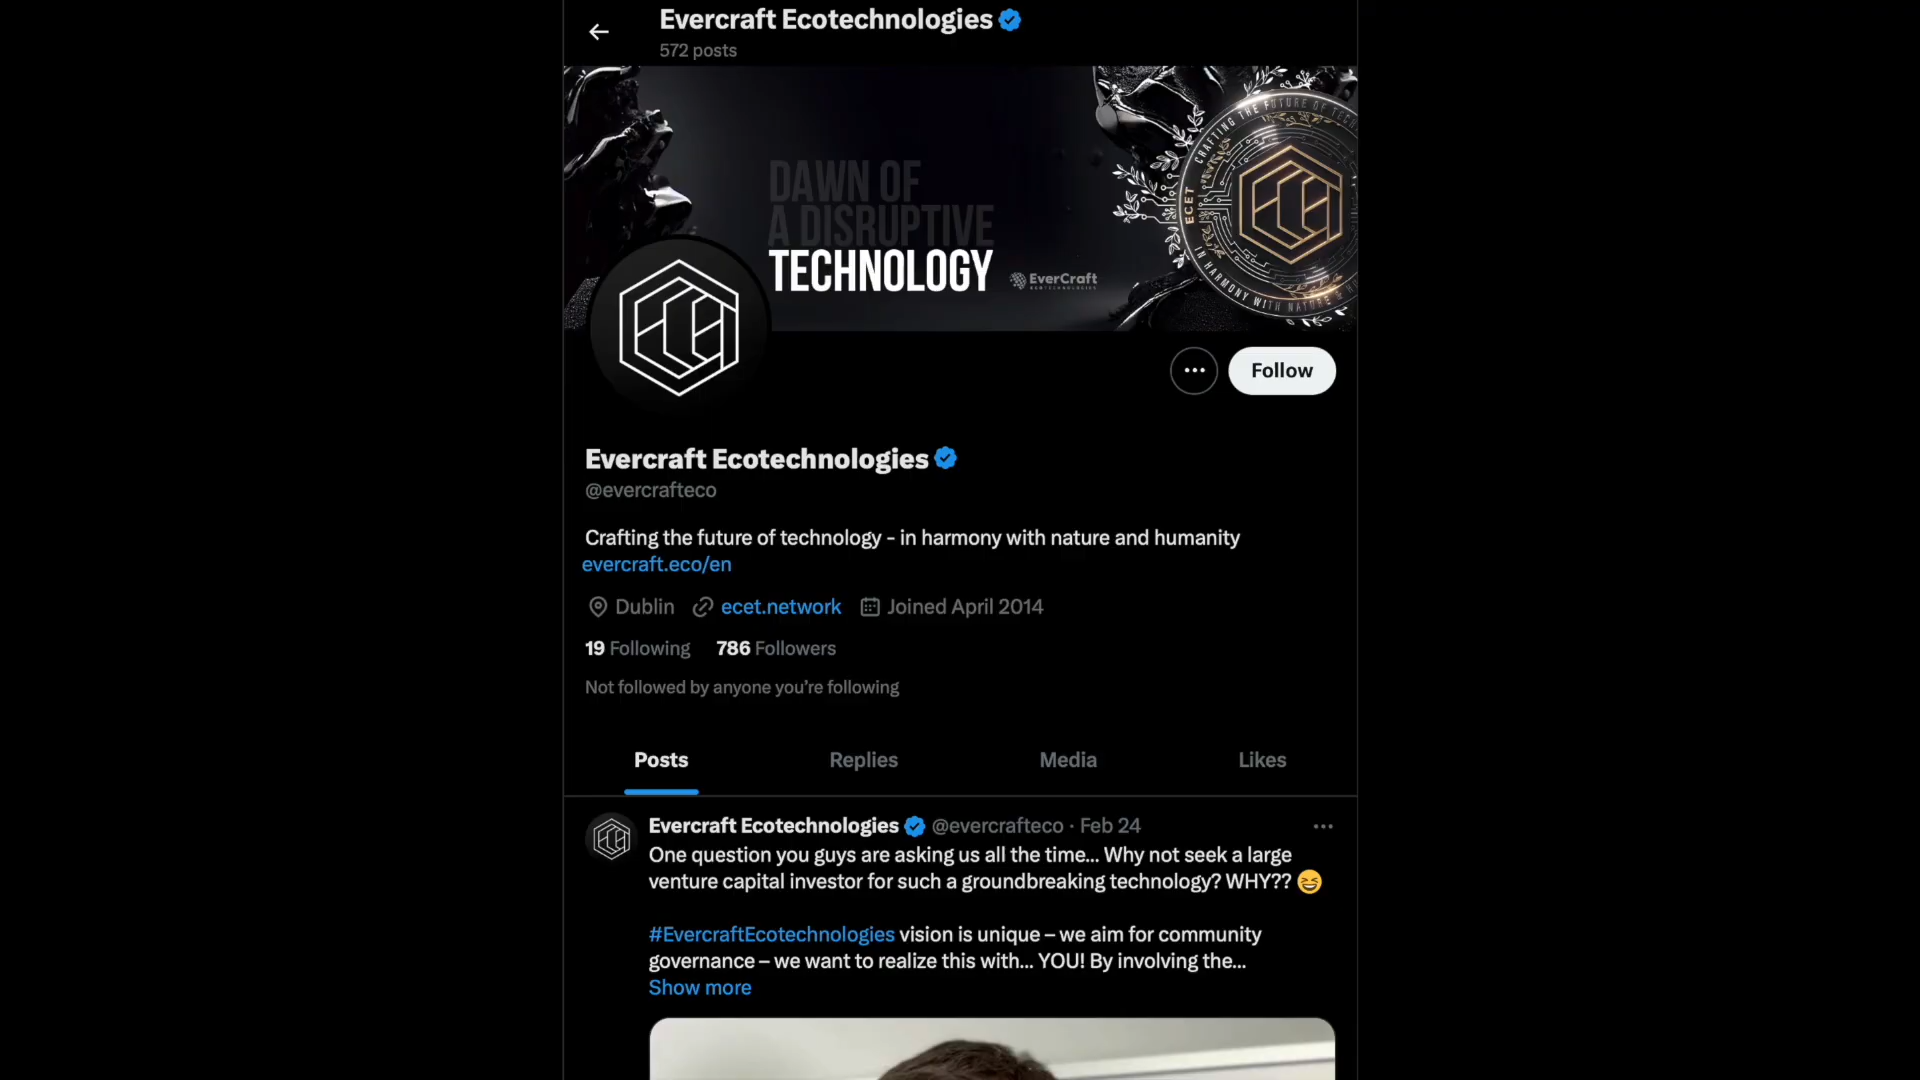 Evercraft Ecotechnologies
572 posts
DAWN OF
A DISRUPTIVE
TECHNOLOGY
EverCraft
ECOTECHNOLOGIES
CRAFTING THE FUTURE OF TECH
ECET
IN HARMONY WITH NATURE &
Follow
Evercraft Ecotechnologies
@evercrafteco
Crafting the future of technology - in harmony with nature and humanity
evercraft.eco/en
Dublin ecet.network Joined April 2014
19 Following 786 Followers
Not followed by anyone you’re following
Posts Replies Media Likes
Evercraft Ecotechnologies @evercrafteco · Feb 24
One question you guys are asking us all the time... Why not seek a large
venture capital investor for such a groundbreaking technology? WHY?? 😆
#EvercraftEcotechnologies vision is unique – we aim for community
governance – we want to realize this with... YOU! By involving the...
Show more